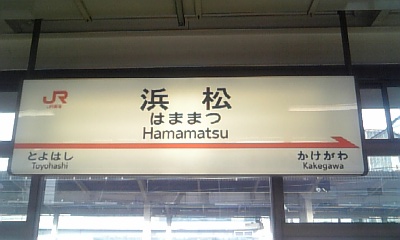 JR
浜松
はままつ
Hamamatsu
とよはし
Toyohashi
かけがわ
Kakegawa